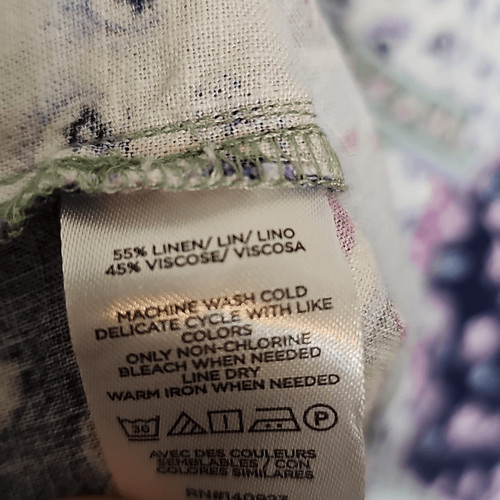 55% LINEN/ LIN/ LINO
45% VISCOSE/ VISCOSA
MACHINE WASH COLD
DELICATE CYCLE WITH LIKE
COLORS
ONLY NON-CHLORINE
BLEACH WHEN NEEDED
LINE DRY
WARM IRON WHEN NEEDED
30 P
AVEC DES COULEURS
SEMBLABLES / CON
COLORES SIMILARES